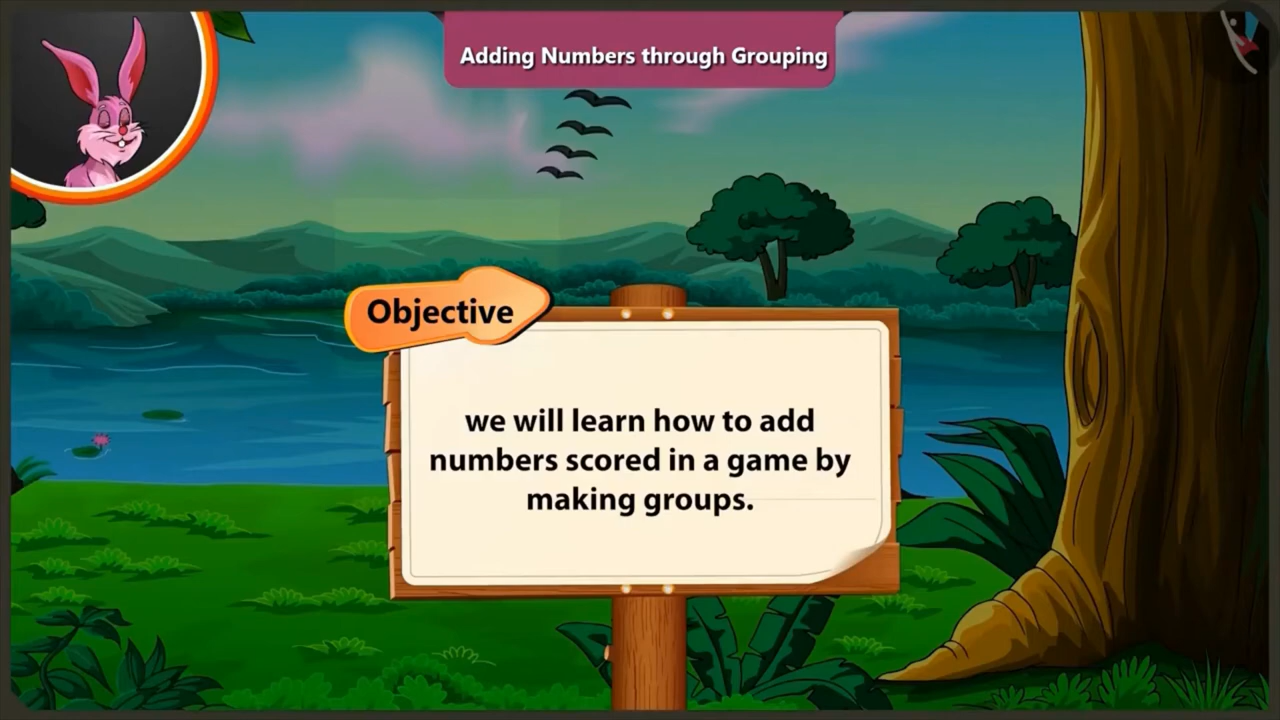 Adding Numbers through Grouping
Objective
we will learn how to add
numbers scored in a game by
making groups.